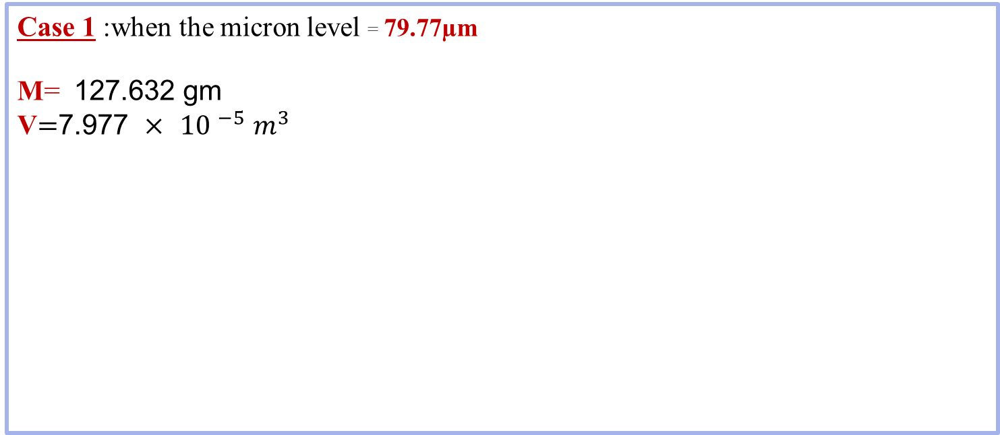 Case 1 :when the micron level = 79.77µm
M= 127.632 gm
V=7.977 × 10 ⁻⁵ m³